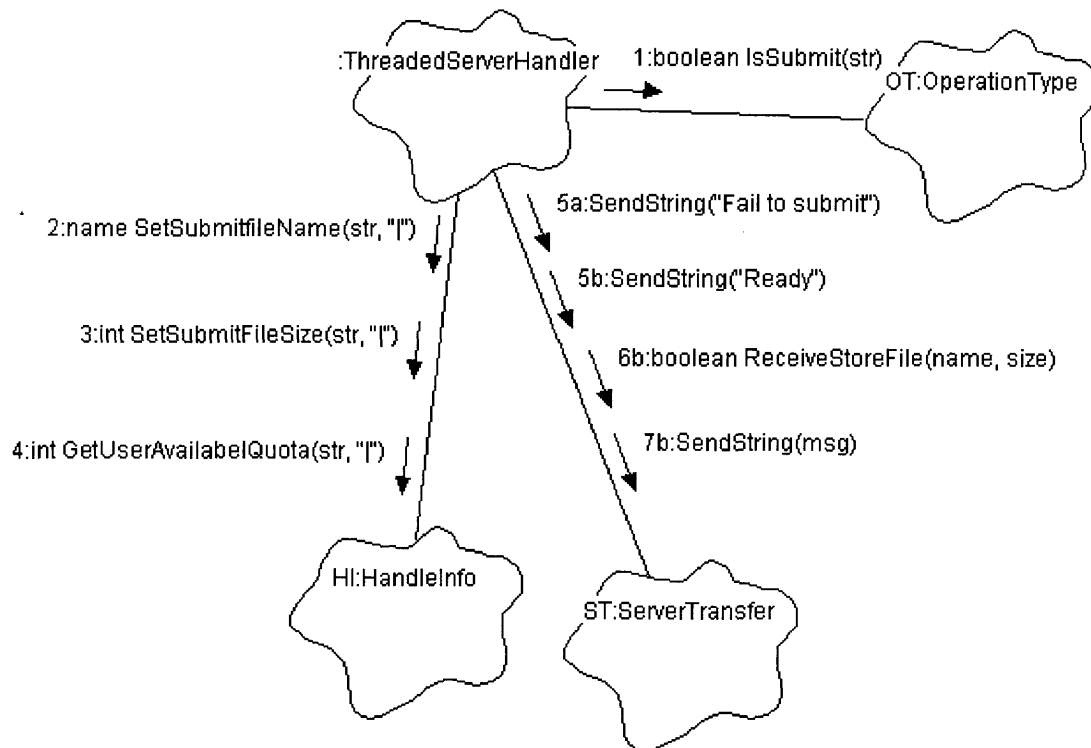 :ThreadedServerHandler
1:boolean IsSubmit(str)
OT:OperationType
2:name SetSubmitfileName(str, "|")
5a:SendString("Fail to submit")
5b:SendString("Ready")
3:int SetSubmitFileSize(str, "|")
6b:boolean ReceiveStoreFile(name, size)
4:int GetUserAvailabelQuota(str, "|")
7b:SendString(msg)
HI:HandleInfo
ST:ServerTransfer